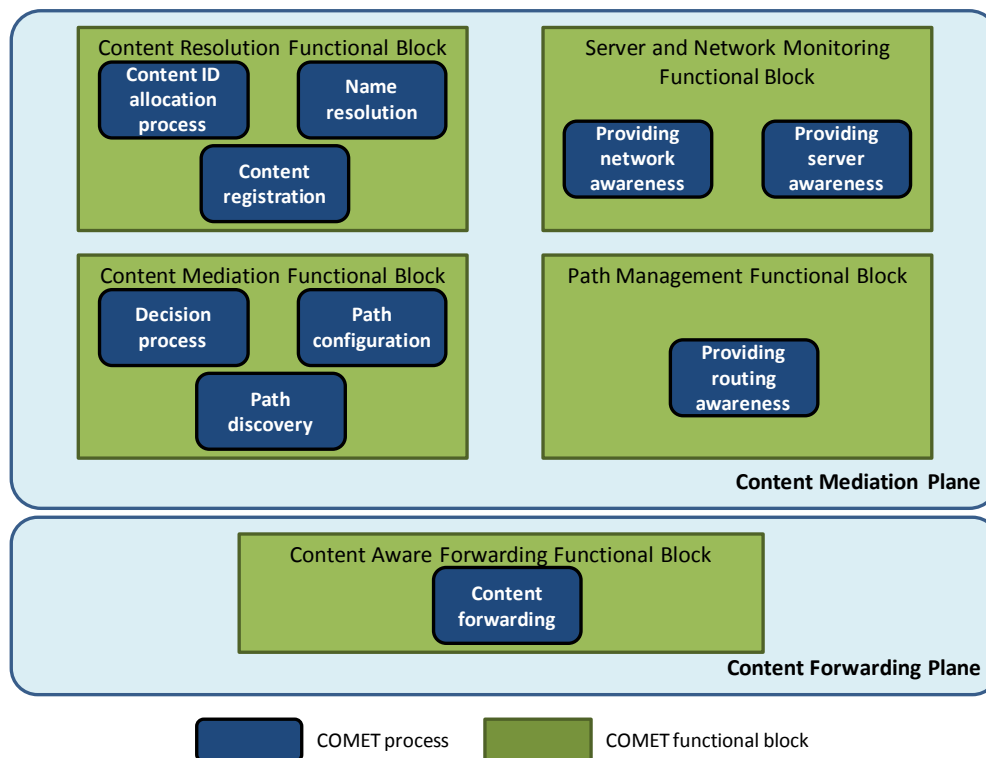 Content Resolution Functional Block
Content ID
allocation
process
Name
resolution
Content
registration
Server and Network Monitoring
Functional Block
Providing
network
awareness
Providing
server
awareness
Content Mediation Functional Block
Decision
process
Path
configuration
Path
discovery
Path Management Functional Block
Providing
routing
awareness
Content Mediation Plane
Content Aware Forwarding Functional Block
Content
forwarding
Content Forwarding Plane
COMET process
COMET functional block